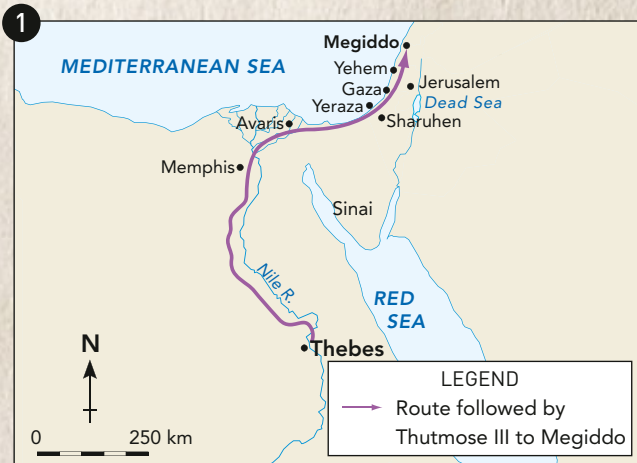 1
MEDITERRANEAN SEA
Megiddo
Yehem
Gaza
Yeraza
Jerusalem
Dead Sea
Sharuhen
Avaris
Memphis
Sinai
Nile R.
RED
SEA
Thebes
N
0 250 km
LEGEND
Route followed by
Thutmose III to Megiddo